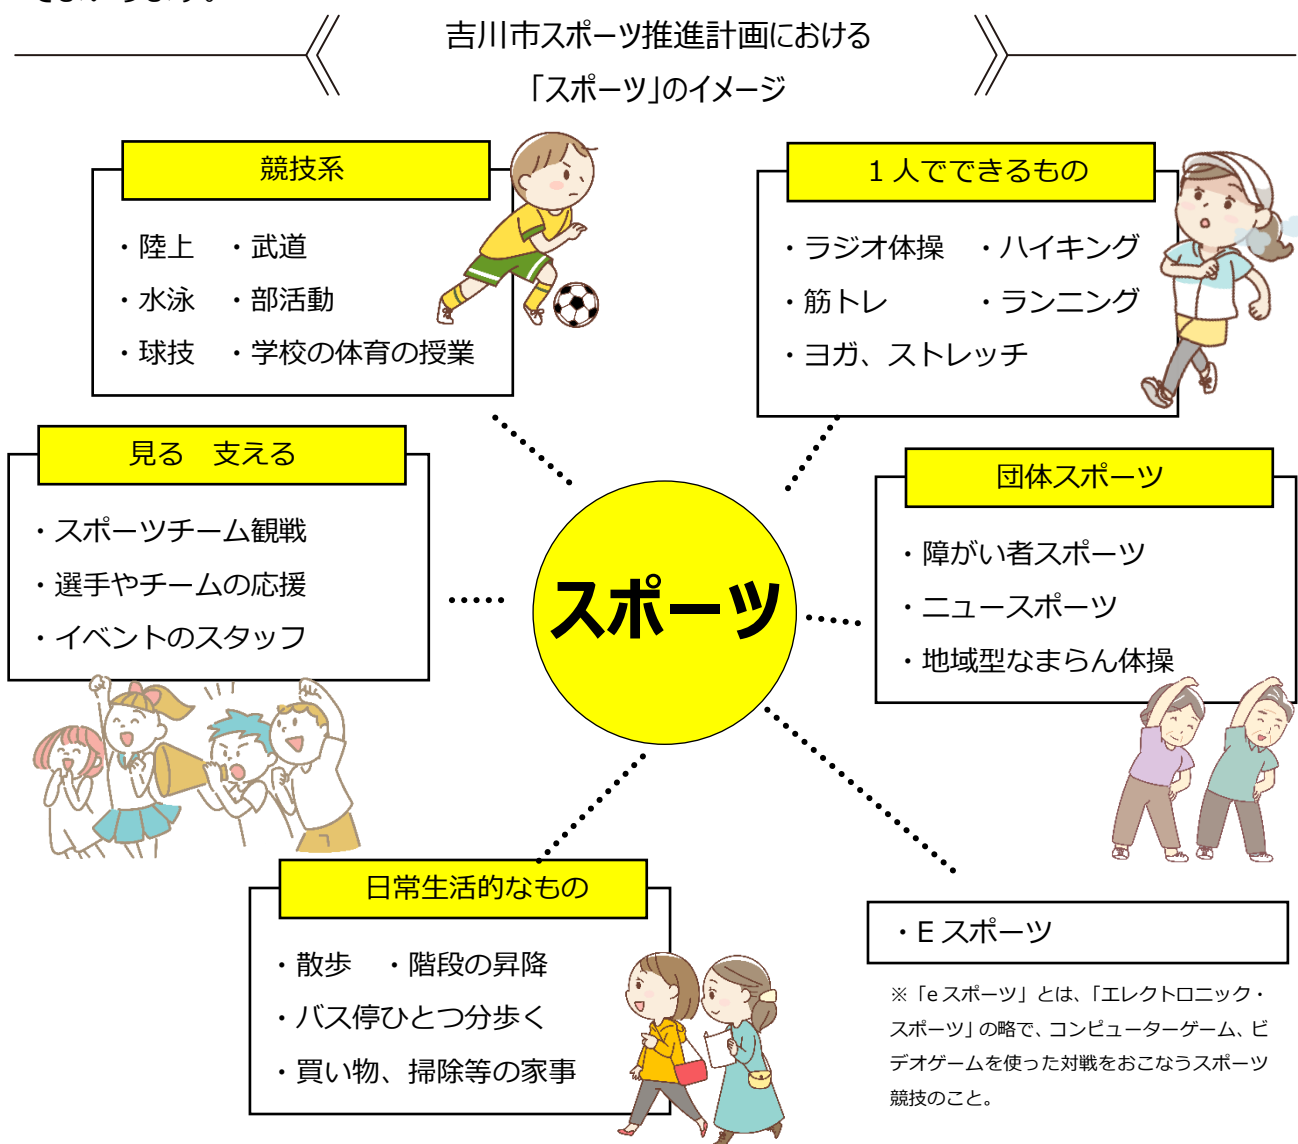 吉川市スポーツ推進計画における
「スポーツ」のイメージ
競技系
・陸上　・武道
・水泳　・部活動
・球技　・学校の体育の授業
１人でできるもの
・ラジオ体操　・ハイキング
・筋トレ　・ランニング
・ヨガ、ストレッチ
見る　支える
・スポーツチーム観戦
・選手やチームの応援
・イベントのスタッフ
スポーツ
団体スポーツ
・障がい者スポーツ
・ニュースポーツ
・地域型なまらん体操
日常生活的なもの
・散歩　・階段の昇降
・バス停ひとつ分歩く
・買い物、掃除等の家事
・E スポーツ
※「e スポーツ」とは、「エレクトロニック・
スポーツ」の略で、コンピューターゲーム、ビ
デオゲームを使った対戦をおこなうスポーツ
競技のこと。